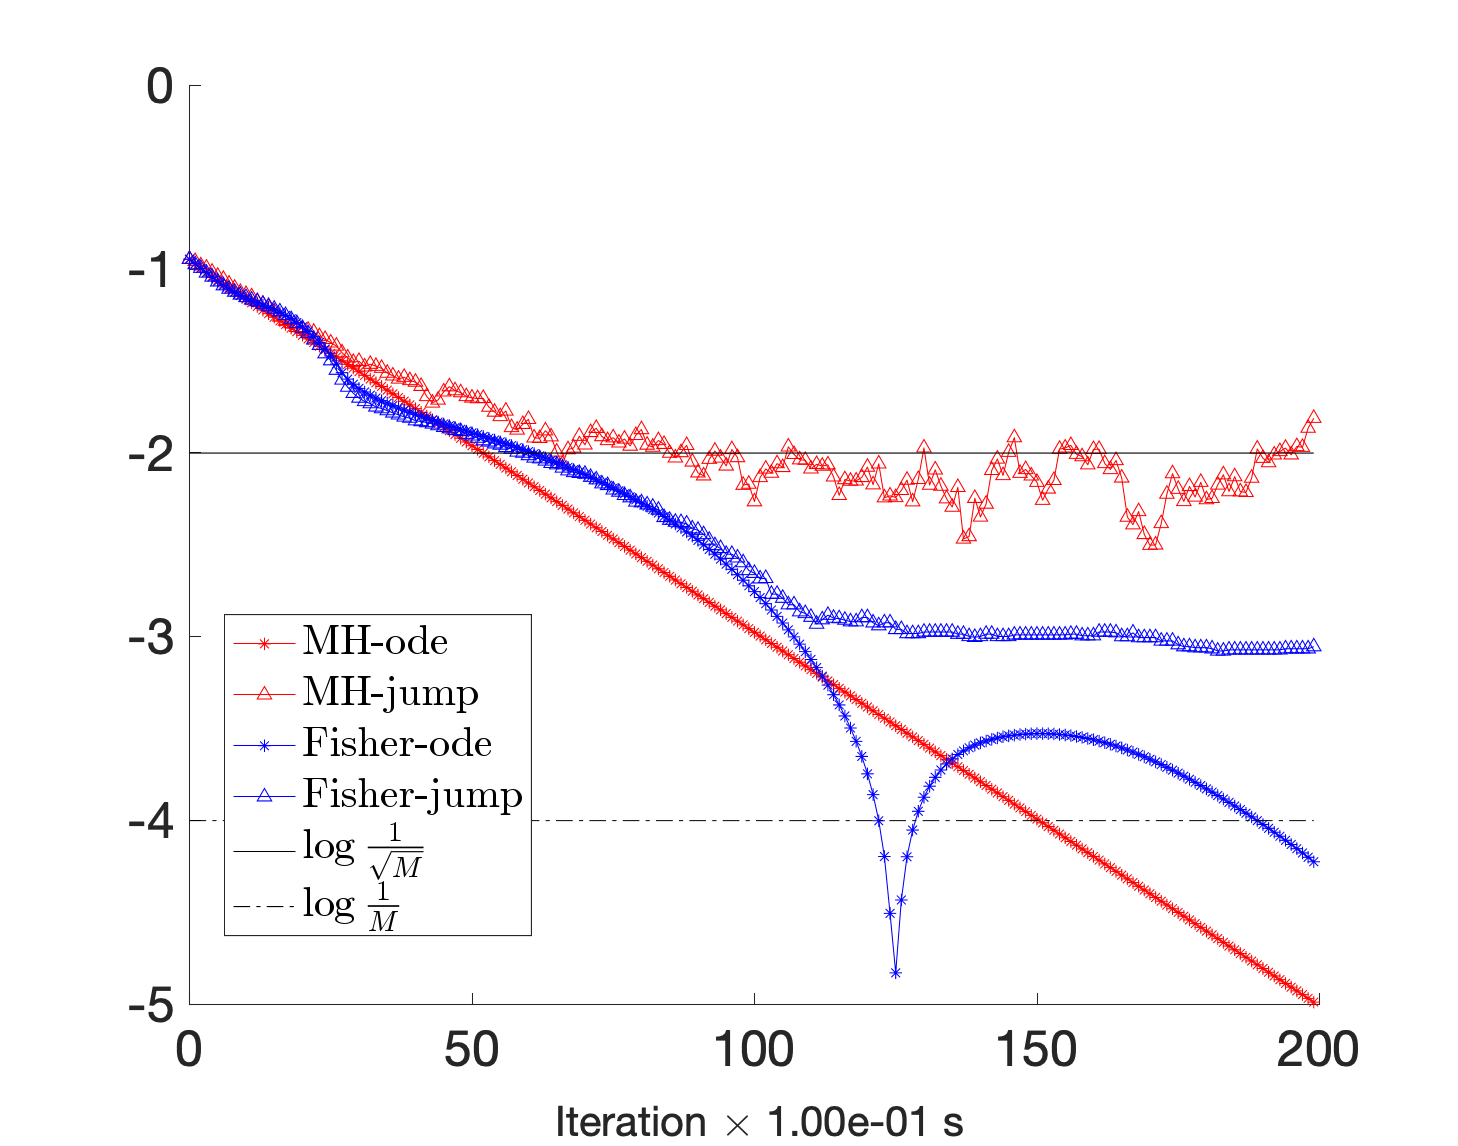 0
-1
-2
-3
-4
-5
MH-ode
MH-jump
Fisher-ode
Fisher-jump
log 1/√M
log 1/M
0 50 100 150 200
Iteration × 1.00e-01 s